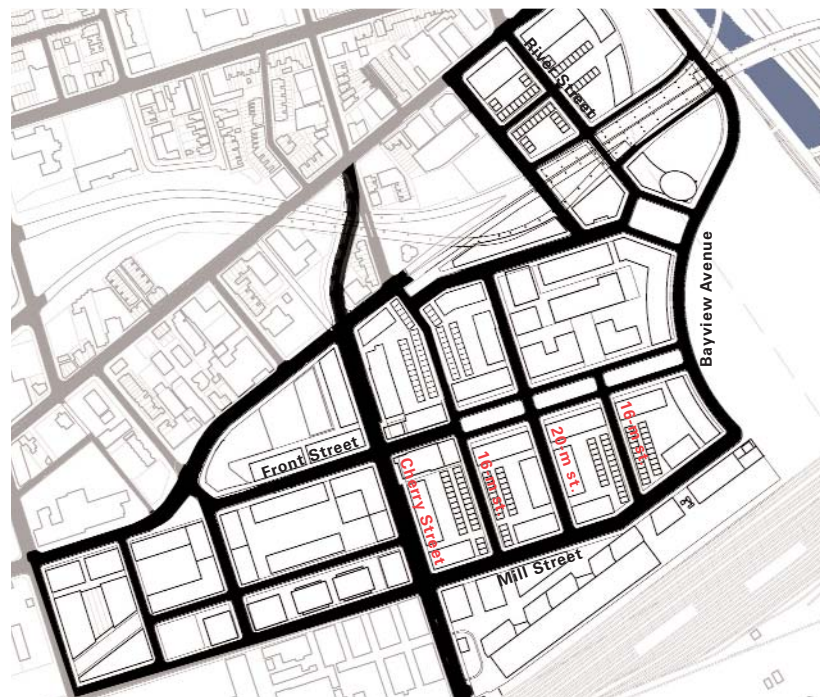 River Street
Bayview Avenue
Front Street
Cherry Street
16-m st.
20-m st.
16-m st.
Mill Street